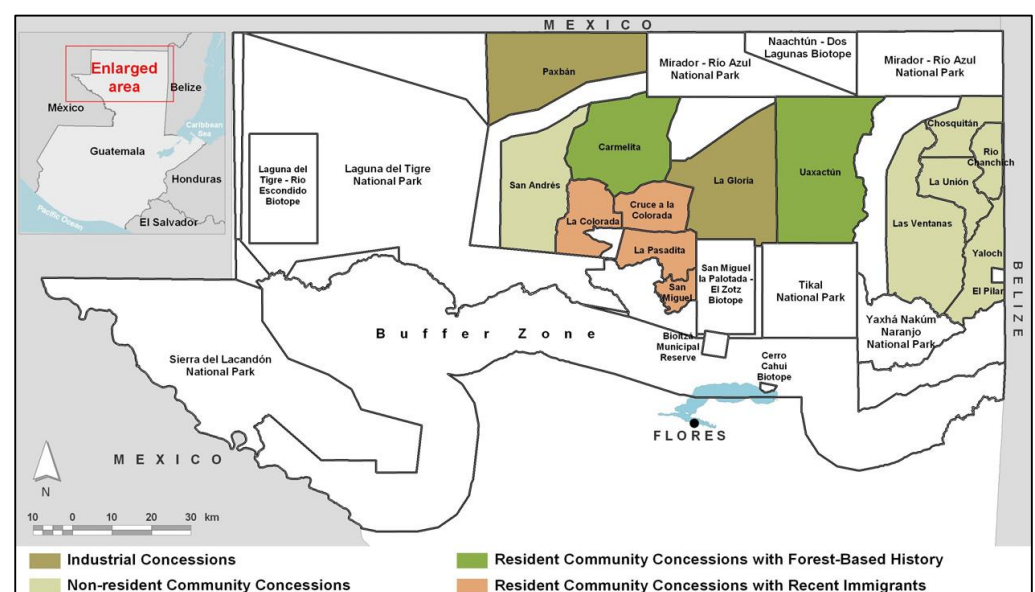 MEXICO
Enlarged
area
México
Belize
Caribbean
Sea
Guatemala
Honduras
El Salvador
Pacific Ocean
Paxbán
Mirador - Río Azul
National Park
Naachtún - Dos
Lagunas Biotope
Mirador - Río Azul
National Park
Laguna del
Tigre - Río
Escondido
Biotope
Laguna del Tigre
National Park
San Andrés
Carmelita
La Gloria
Uaxactún
Chosquitán
Río
Chanchich
La Unión
Las Ventanas
Yaloch
El Pilar
La Colorada
Cruce a la
Colorada
La Pasadita
San
Miguel
San Miguel
la Palotada -
El Zotz
Biotope
Tikal
National Park
Yaxhá Nakúm
Naranjo
National Park
BELIZE
Buffer Zone
Bioitzá
Municipal
Reserve
Cerro
Cahui
Biotope
Sierra del Lacandón
National Park
FLORES
MEXICO
N
10 0 10 20 30 km
Industrial Concessions
Non-resident Community Concessions
Resident Community Concessions with Forest-Based History
Resident Community Concessions with Recent Immigrants